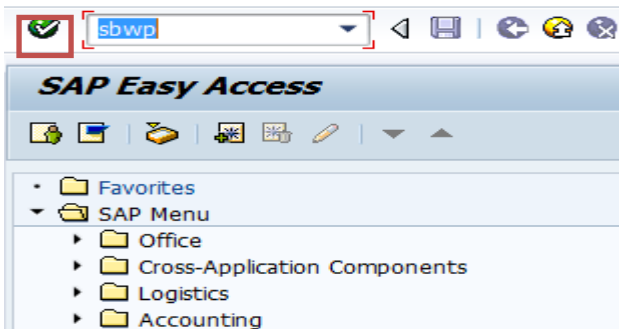 sbwp
SAP Easy Access
Favorites
SAP Menu
Office
Cross-Application Components
Logistics
Accounting